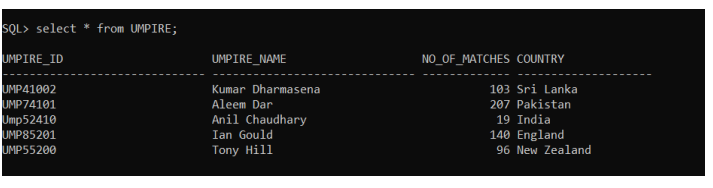 SQL> select * from UMPIRE;
UMPIRE_ID UMPIRE_NAME NO_OF_MATCHES COUNTRY
------------------------------ ------------------------------ ------------- --------------------
UMP41002 Kumar Dharmasena 103 Sri Lanka
UMP74101 Aleem Dar 207 Pakistan
Ump52410 Anil Chaudhary 19 India
UMP85201 Ian Gould 140 England
UMP55200 Tony Hill 96 New Zealand